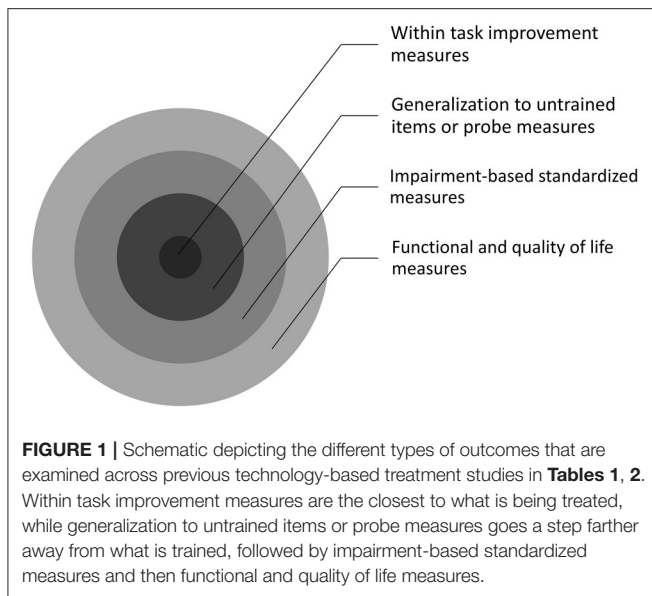 Within task improvement
measures
Generalization to untrained
items or probe measures
Impairment-based standardized
measures
Functional and quality of life
measures
FIGURE 1 | Schematic depicting the different types of outcomes that are
examined across previous technology-based treatment studies in Tables 1, 2.
Within task improvement measures are the closest to what is being treated,
while generalization to untrained items or probe measures goes a step farther
away from what is trained, followed by impairment-based standardized
measures and then functional and quality of life measures.